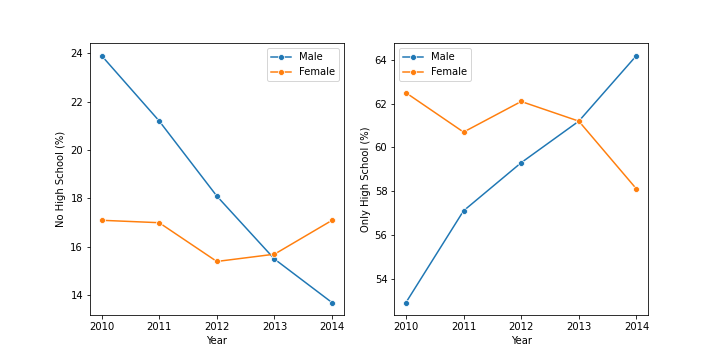 No High School (%)
24
22
20
18
16
14
2010 2011 2012 2013 2014
Year
Male
Female
Only High School (%)
64
62
60
58
56
54
2010 2011 2012 2013 2014
Year
Male
Female